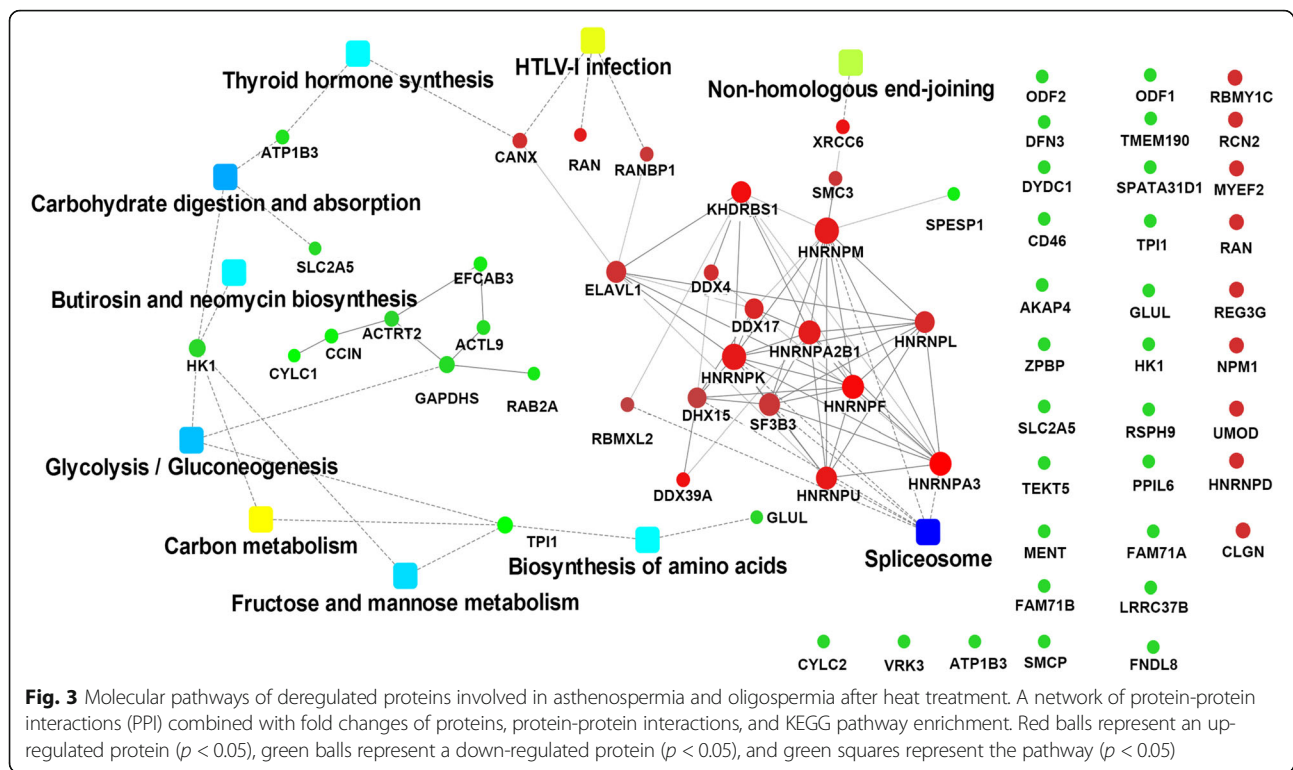 Thyroid hormone synthesis
HTLV-I infection
Non-homologous end-joining
ATP1B3
CANX
RAN
RANBP1
XRCC6
SMC3
SPESP1
Carbohydrate digestion and absorption
SLC2A5
KHDRBS1
HNRNPM
ELAVL1
DDX4
DDX17
HNRNPA2B1
HNRNPL
Butirosin and neomycin biosynthesis
EFCAB3
ACTRT2
ACTL9
CCIN
CYLC1
HK1
GAPDHS
RAB2A
HNRNPK
HNRNPF
DHX15
SF3B3
RBMXL2
HNRNPA3
HNRNPU
DDX39A
Glycolysis / Gluconeogenesis
Carbon metabolism
TPI1
GLUL
Biosynthesis of amino acids
Spliceosome
Fructose and mannose metabolism
ODF2
ODF1
RBMY1C
DFN3
TMEM190
RCN2
DYDC1
SPATA31D1
MYEF2
CD46
TPI1
RAN
AKAP4
GLUL
REG3G
ZPBP
HK1
NPM1
SLC2A5
RSPH9
UMOD
TEKT5
PPIL6
HNRNPD
MENT
FAM71A
CLGN
FAM71B
LRRC37B
CYLC2
VRK3
ATP1B3
SMCP
FNDL8
Fig. 3 Molecular pathways of deregulated proteins involved in asthenospermia and oligospermia after heat treatment. A network of protein-protein
interactions (PPI) combined with fold changes of proteins, protein-protein interactions, and KEGG pathway enrichment. Red balls represent an up-
regulated protein (p < 0.05), green balls represent a down-regulated protein (p < 0.05), and green squares represent the pathway (p < 0.05)